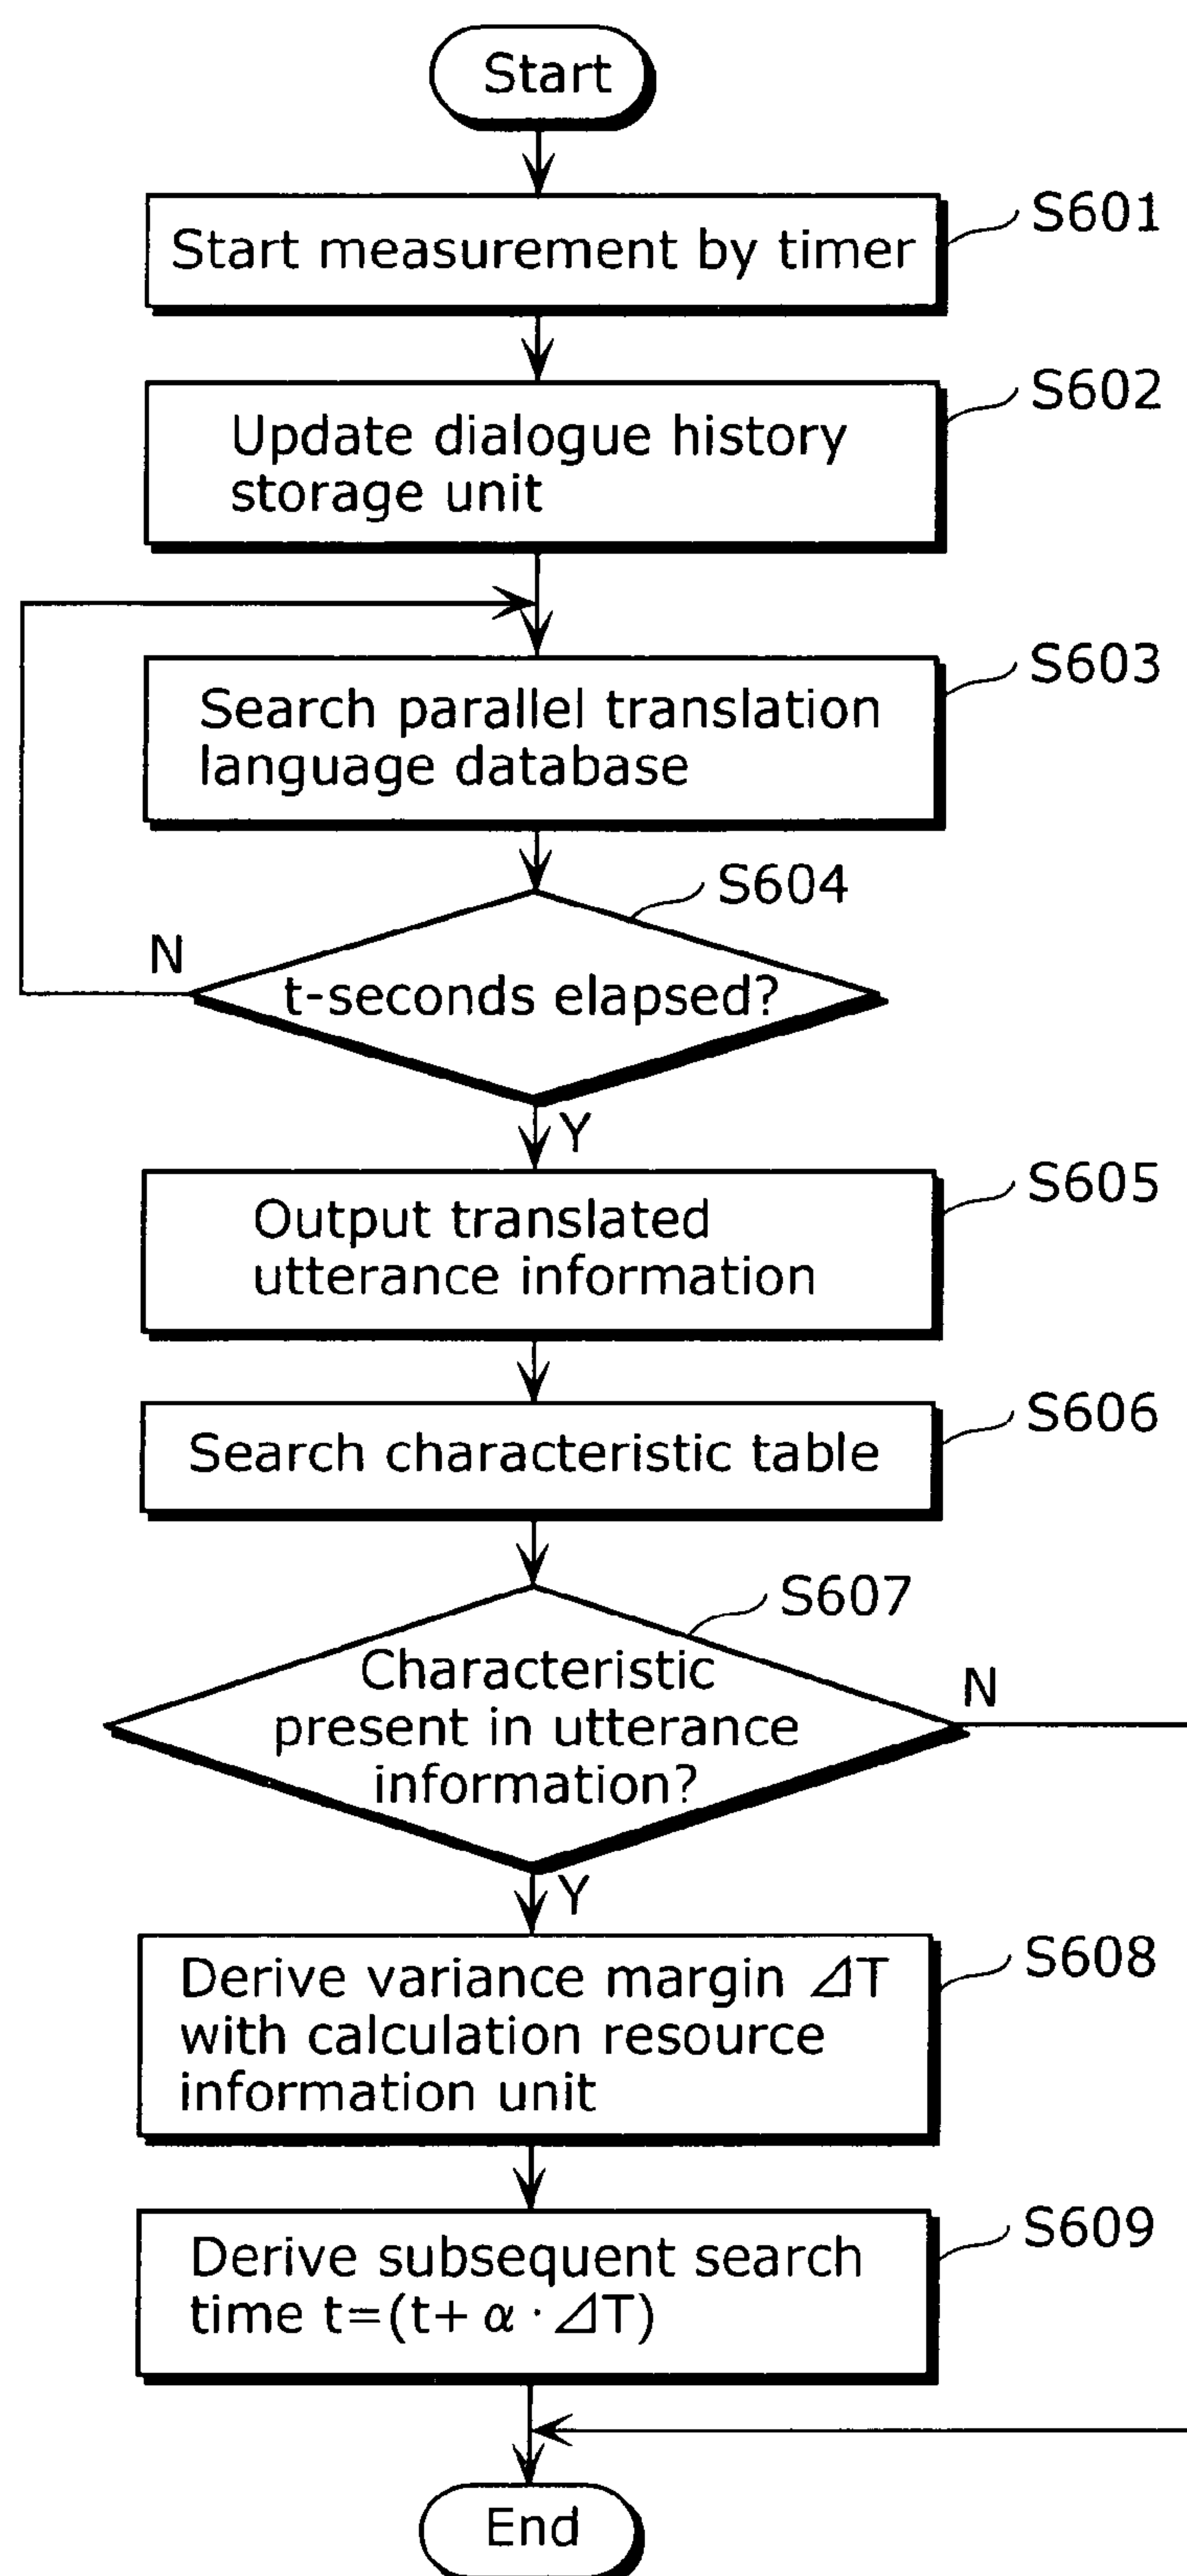 Start
Start measurement by timer
S601
Update dialogue history
storage unit
S602
Search parallel translation
language database
S603
S604
N
t-seconds elapsed?
Y
Output translated
utterance information
S605
Search characteristic table
S606
S607
Characteristic
present in utterance
information?
N
Y
Derive variance margin ⊿T
with calculation resource
information unit
S608
Derive subsequent search
time t=(t+ α · ⊿T)
S609
End